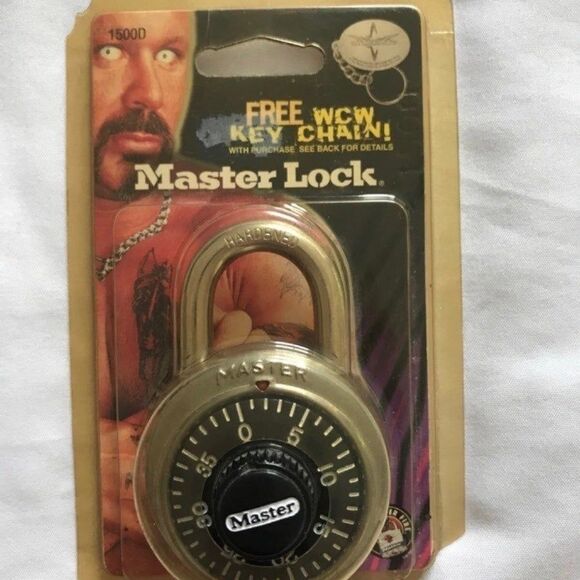 1500D
FREE WCW
KEY CHAIN!
WITH PURCHASE SEE BACK FOR DETAILS
Master Lock®
HARDENED
MASTER
0
5
35
10
30
15
Master
20